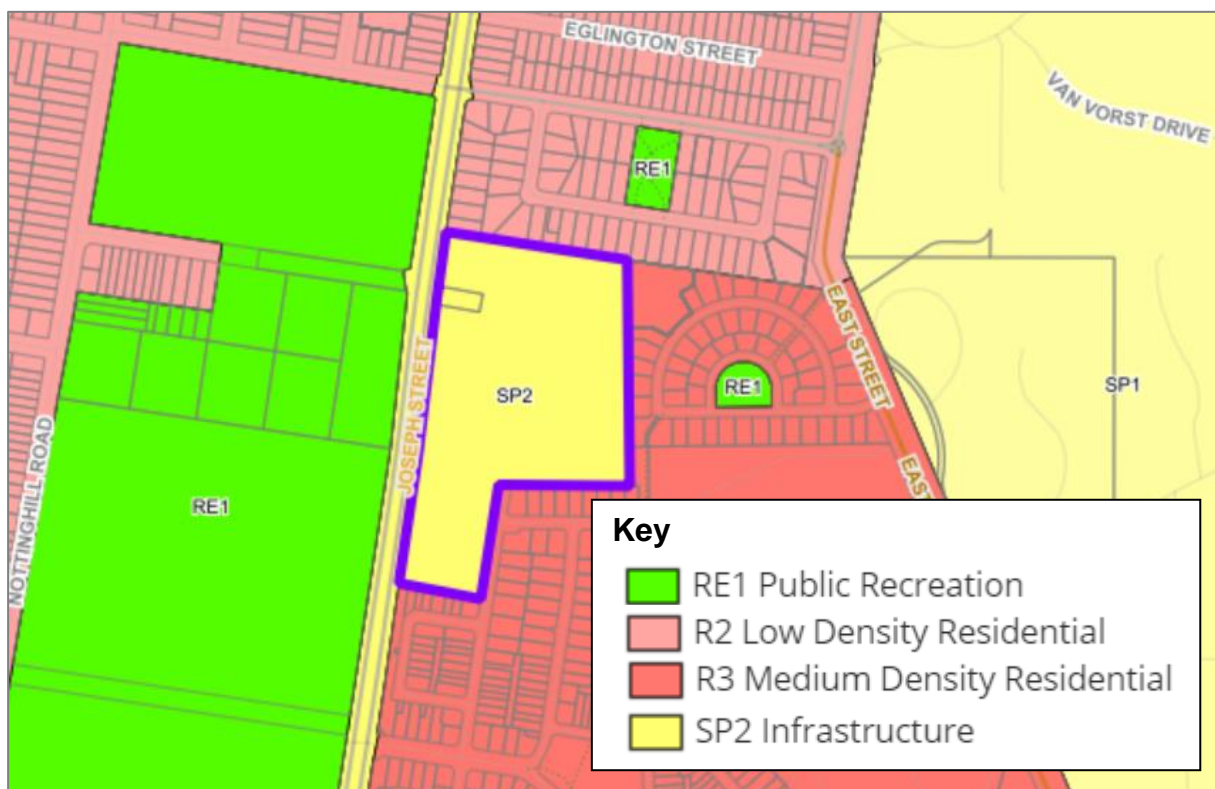 EGLINGTON STREET
VAN VORST DRIVE
RE1
JOSEPH STREET
EAST STREET
SP2
RE1
SP1
NOTTINGHILL ROAD
RE1
EAST
Key
RE1 Public Recreation
R2 Low Density Residential
R3 Medium Density Residential
SP2 Infrastructure